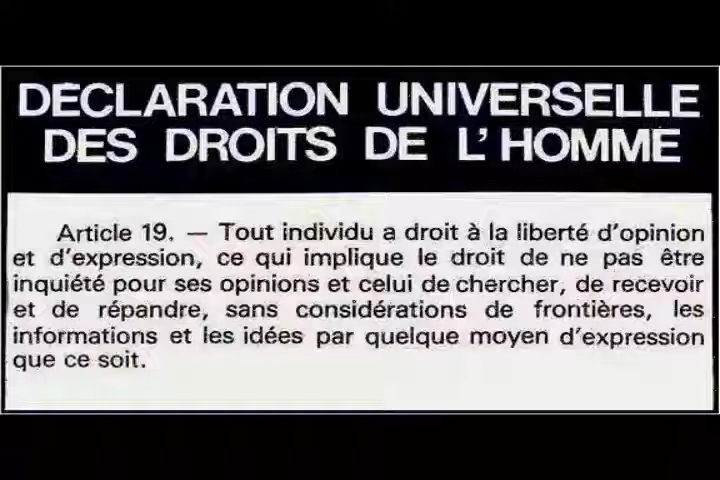 DECLARATION UNIVERSELLE
DES DROITS DE L'HOMME
Article 19. — Tout individu a droit à la liberté d'opinion
et d'expression, ce qui implique le droit de ne pas être
inquiété pour ses opinions et celui de chercher, de recevoir
et de répandre, sans considérations de frontières, les
informations et les idées par quelque moyen d'expression
que ce soit.